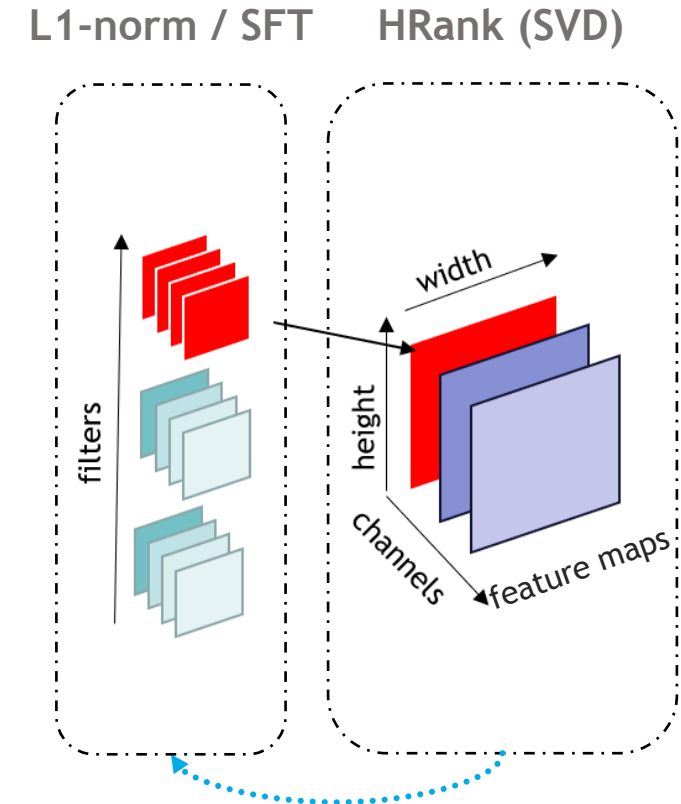 L1-norm / SFT
HRank (SVD)
filters
width
height
channels
feature maps